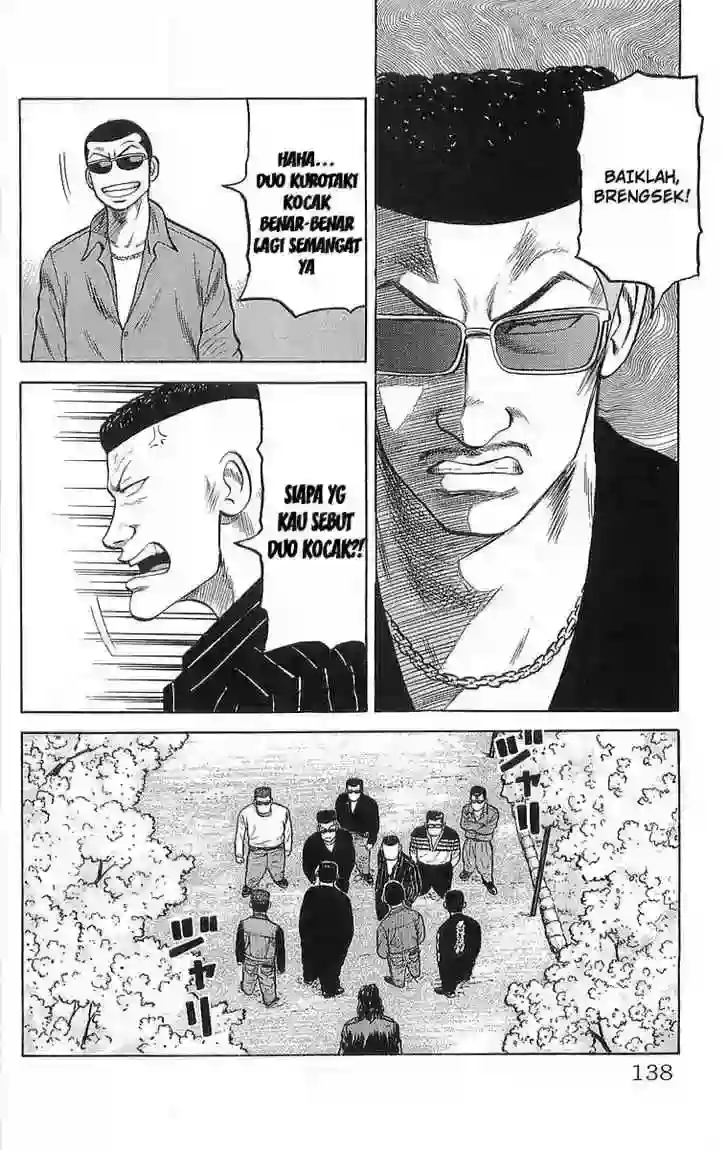 BAIKLAH,
BRENGSEK!
HAHA...
DUO KUROTAKI
KOCAK
BENAR-BENAR
LAGI SEMANGAT
YA
SIAPA YG
KAU SEBUT
DUO KOCAK?!
ジャリ
ジャリ
138